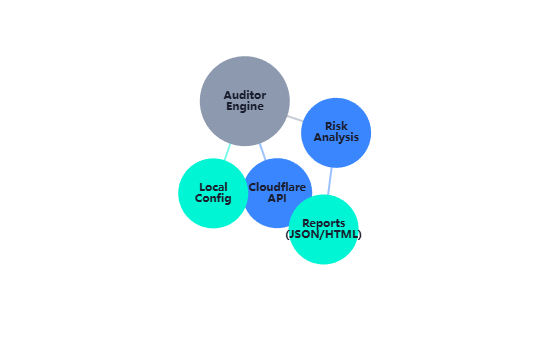 Auditor
Engine
Risk
Analysis
Local
Config
Cloudflare
API
Reports
(JSON/HTML)